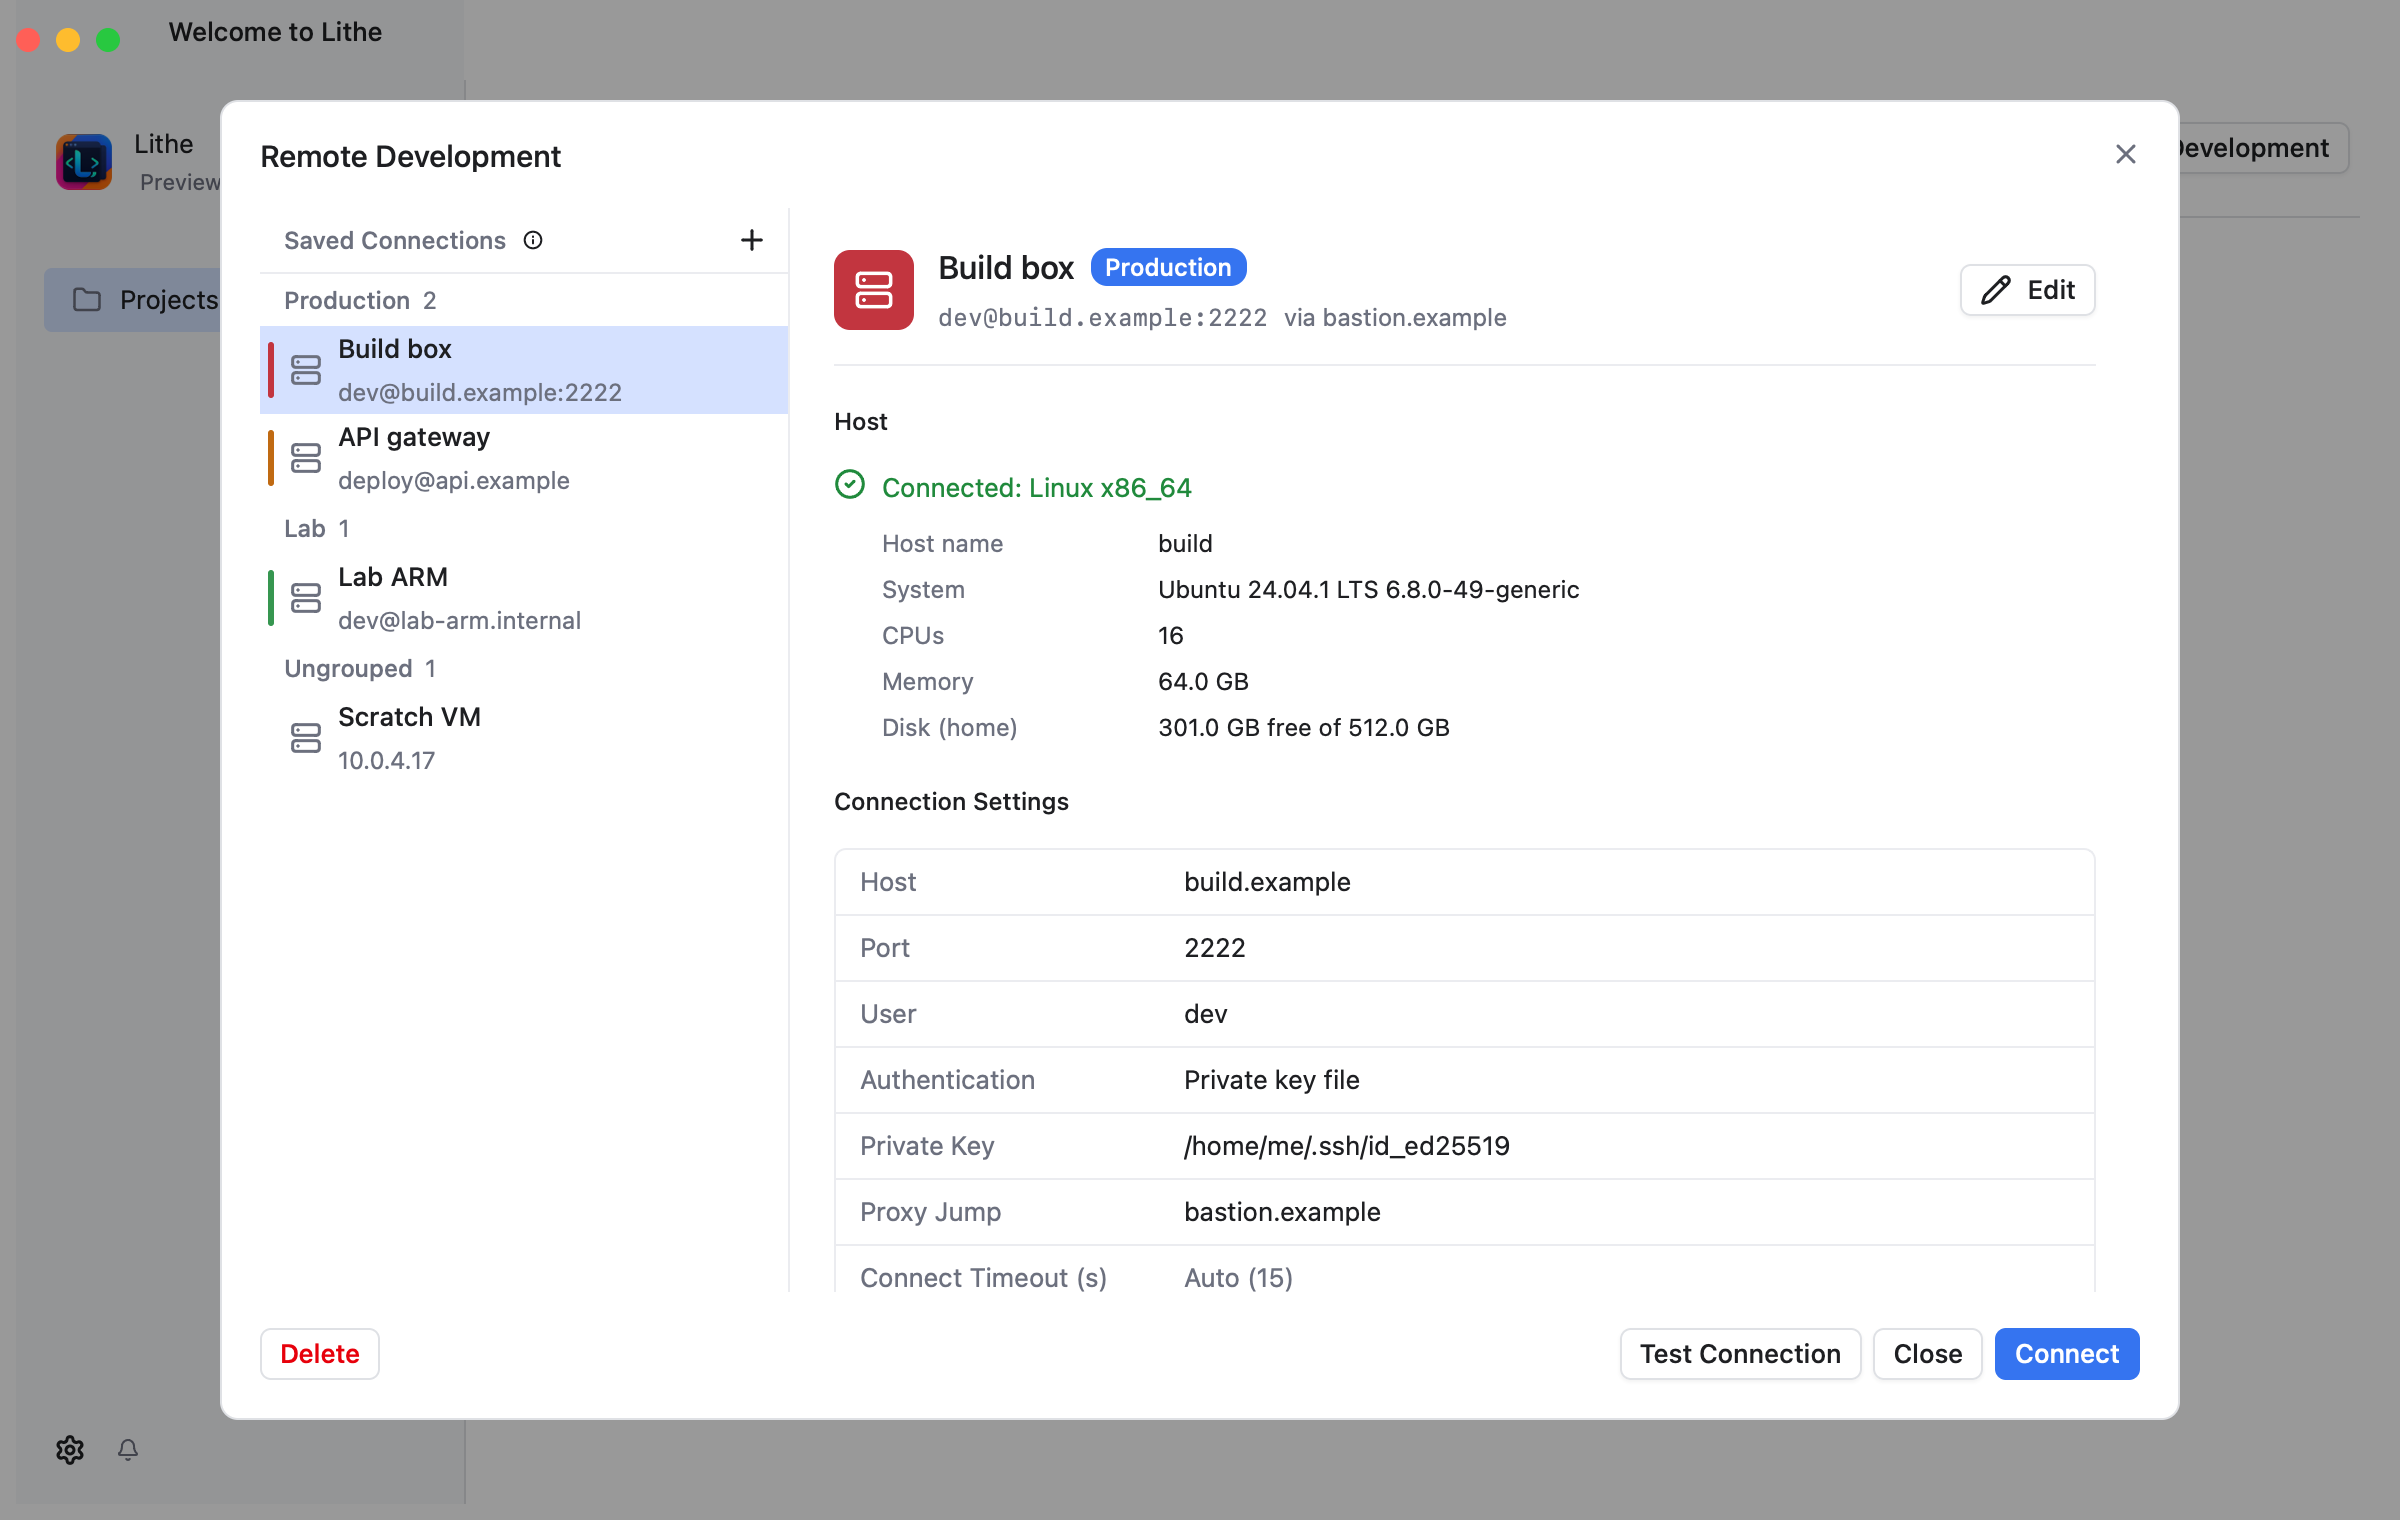 Welcome to Lithe
Lithe
Preview
Projects
Development
Remote Development
Saved Connections
Production 2
Build box
dev@build.example:2222
API gateway
deploy@api.example
Lab 1
Lab ARM
dev@lab-arm.internal
Ungrouped 1
Scratch VM
10.0.4.17
Build box Production
dev@build.example:2222 via bastion.example
Edit
Host
Connected: Linux x86_64
Host name build
System Ubuntu 24.04.1 LTS 6.8.0-49-generic
CPUs 16
Memory 64.0 GB
Disk (home) 301.0 GB free of 512.0 GB
Connection Settings
Host build.example
Port 2222
User dev
Authentication Private key file
Private Key /home/me/.ssh/id_ed25519
Proxy Jump bastion.example
Connect Timeout (s) Auto (15)
Delete
Test Connection
Close
Connect